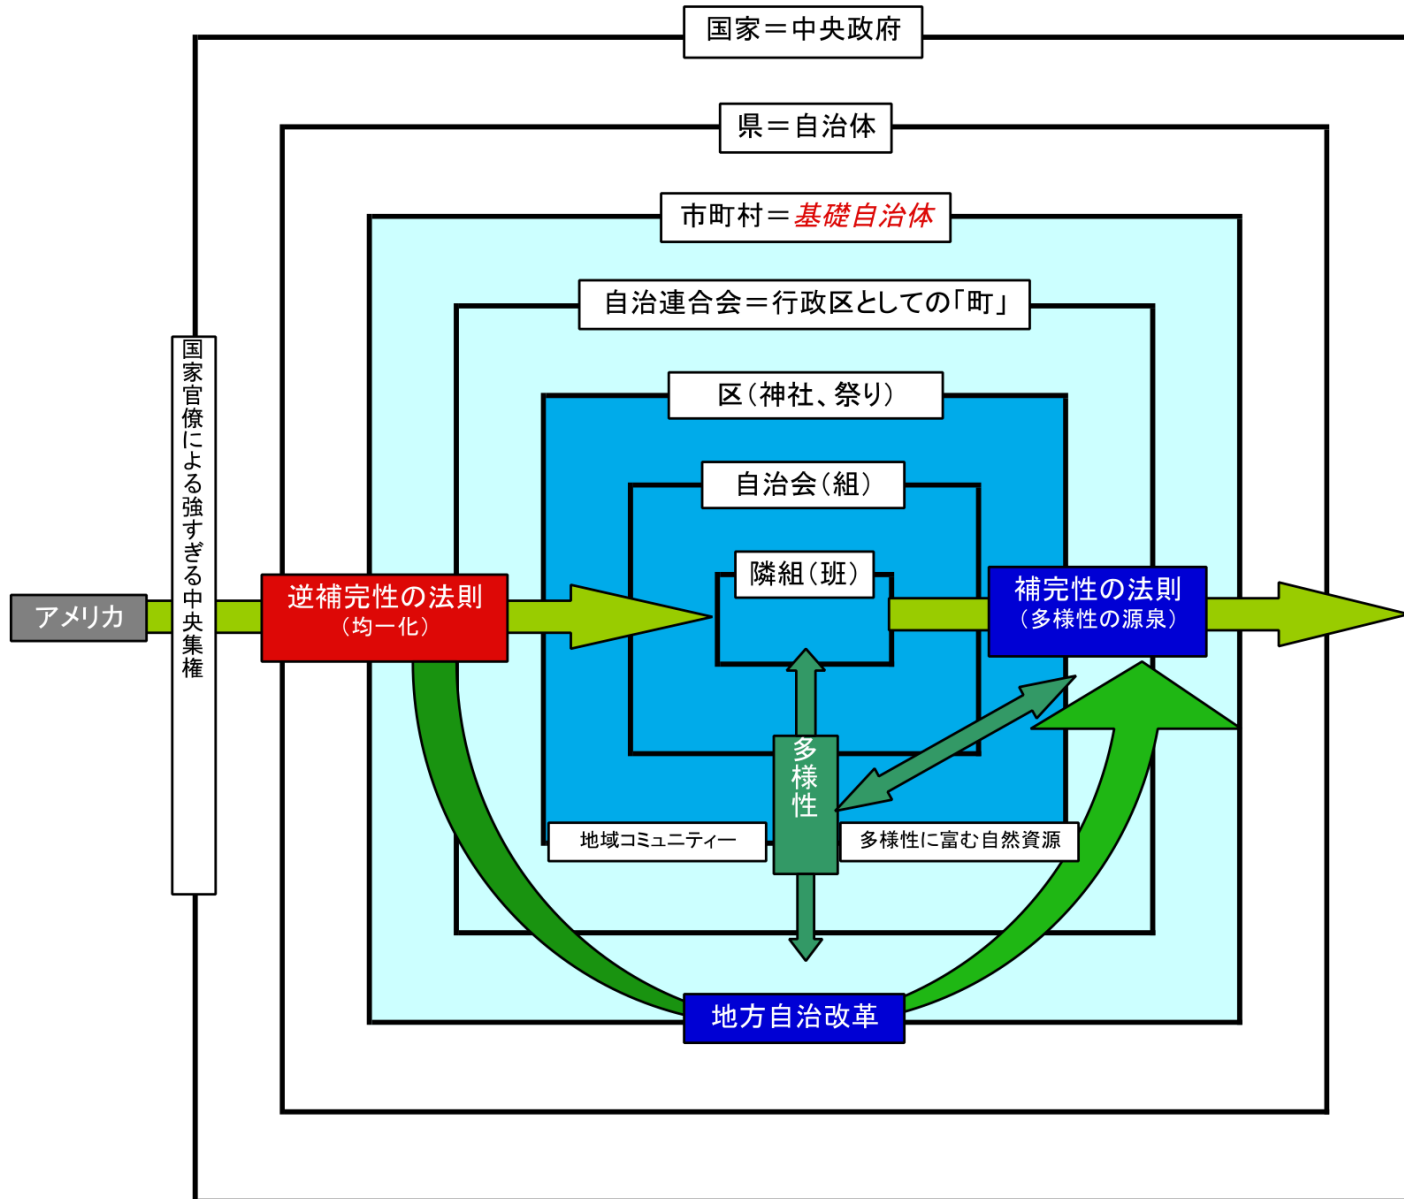 国家＝中央政府
県＝自治体
市町村＝基礎自治体
自治連合会＝行政区としての「町」
国家官僚による強すぎる中央集権
区（神社、祭り）
自治会（組）
隣組（班）
アメリカ
逆補完性の法則
（均一化）
補完性の法則
（多様性の源泉）
多様性
地域コミュニティー
多様性に富む自然資源
地方自治改革